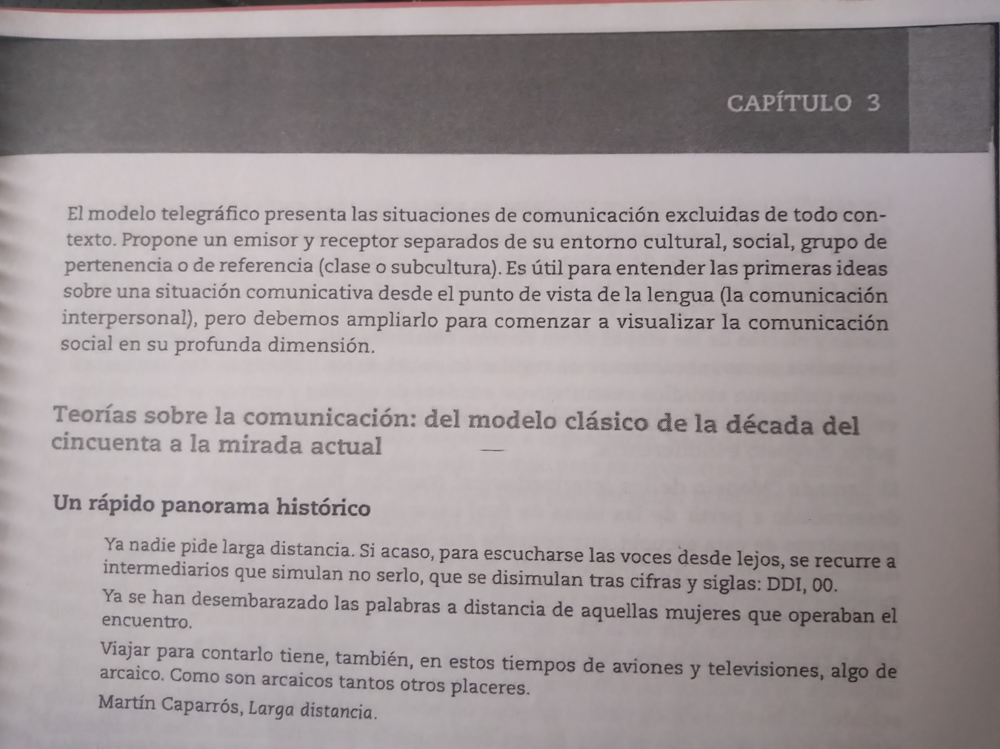 CAPÍTULO 3
El modelo telegráfico presenta las situaciones de comunicación excluidas de todo con-
texto. Propone un emisor y receptor separados de su entorno cultural, social, grupo de
pertenencia o de referencia (clase o subcultura). Es útil para entender las primeras ideas
sobre una situación comunicativa desde el punto de vista de la lengua (la comunicación
interpersonal), pero debemos ampliarlo para comenzar a visualizar la comunicación
social en su profunda dimensión.
Teorías sobre la comunicación: del modelo clásico de la década del
cincuenta a la mirada actual
Un rápido panorama histórico
Ya nadie pide larga distancia. Si acaso, para escucharse las voces desde lejos, se recurre a
intermediarios que simulan no serlo, que se disimulan tras cifras y siglas: DDI, 00.
Ya se han desembarazado las palabras a distancia de aquellas mujeres que operaban el
encuentro.
Viajar para contarlo tiene, también, en estos tiempos de aviones y televisiones, algo de
arcaico. Como son arcaicos tantos otros placeres.
Martín Caparrós, Larga distancia.